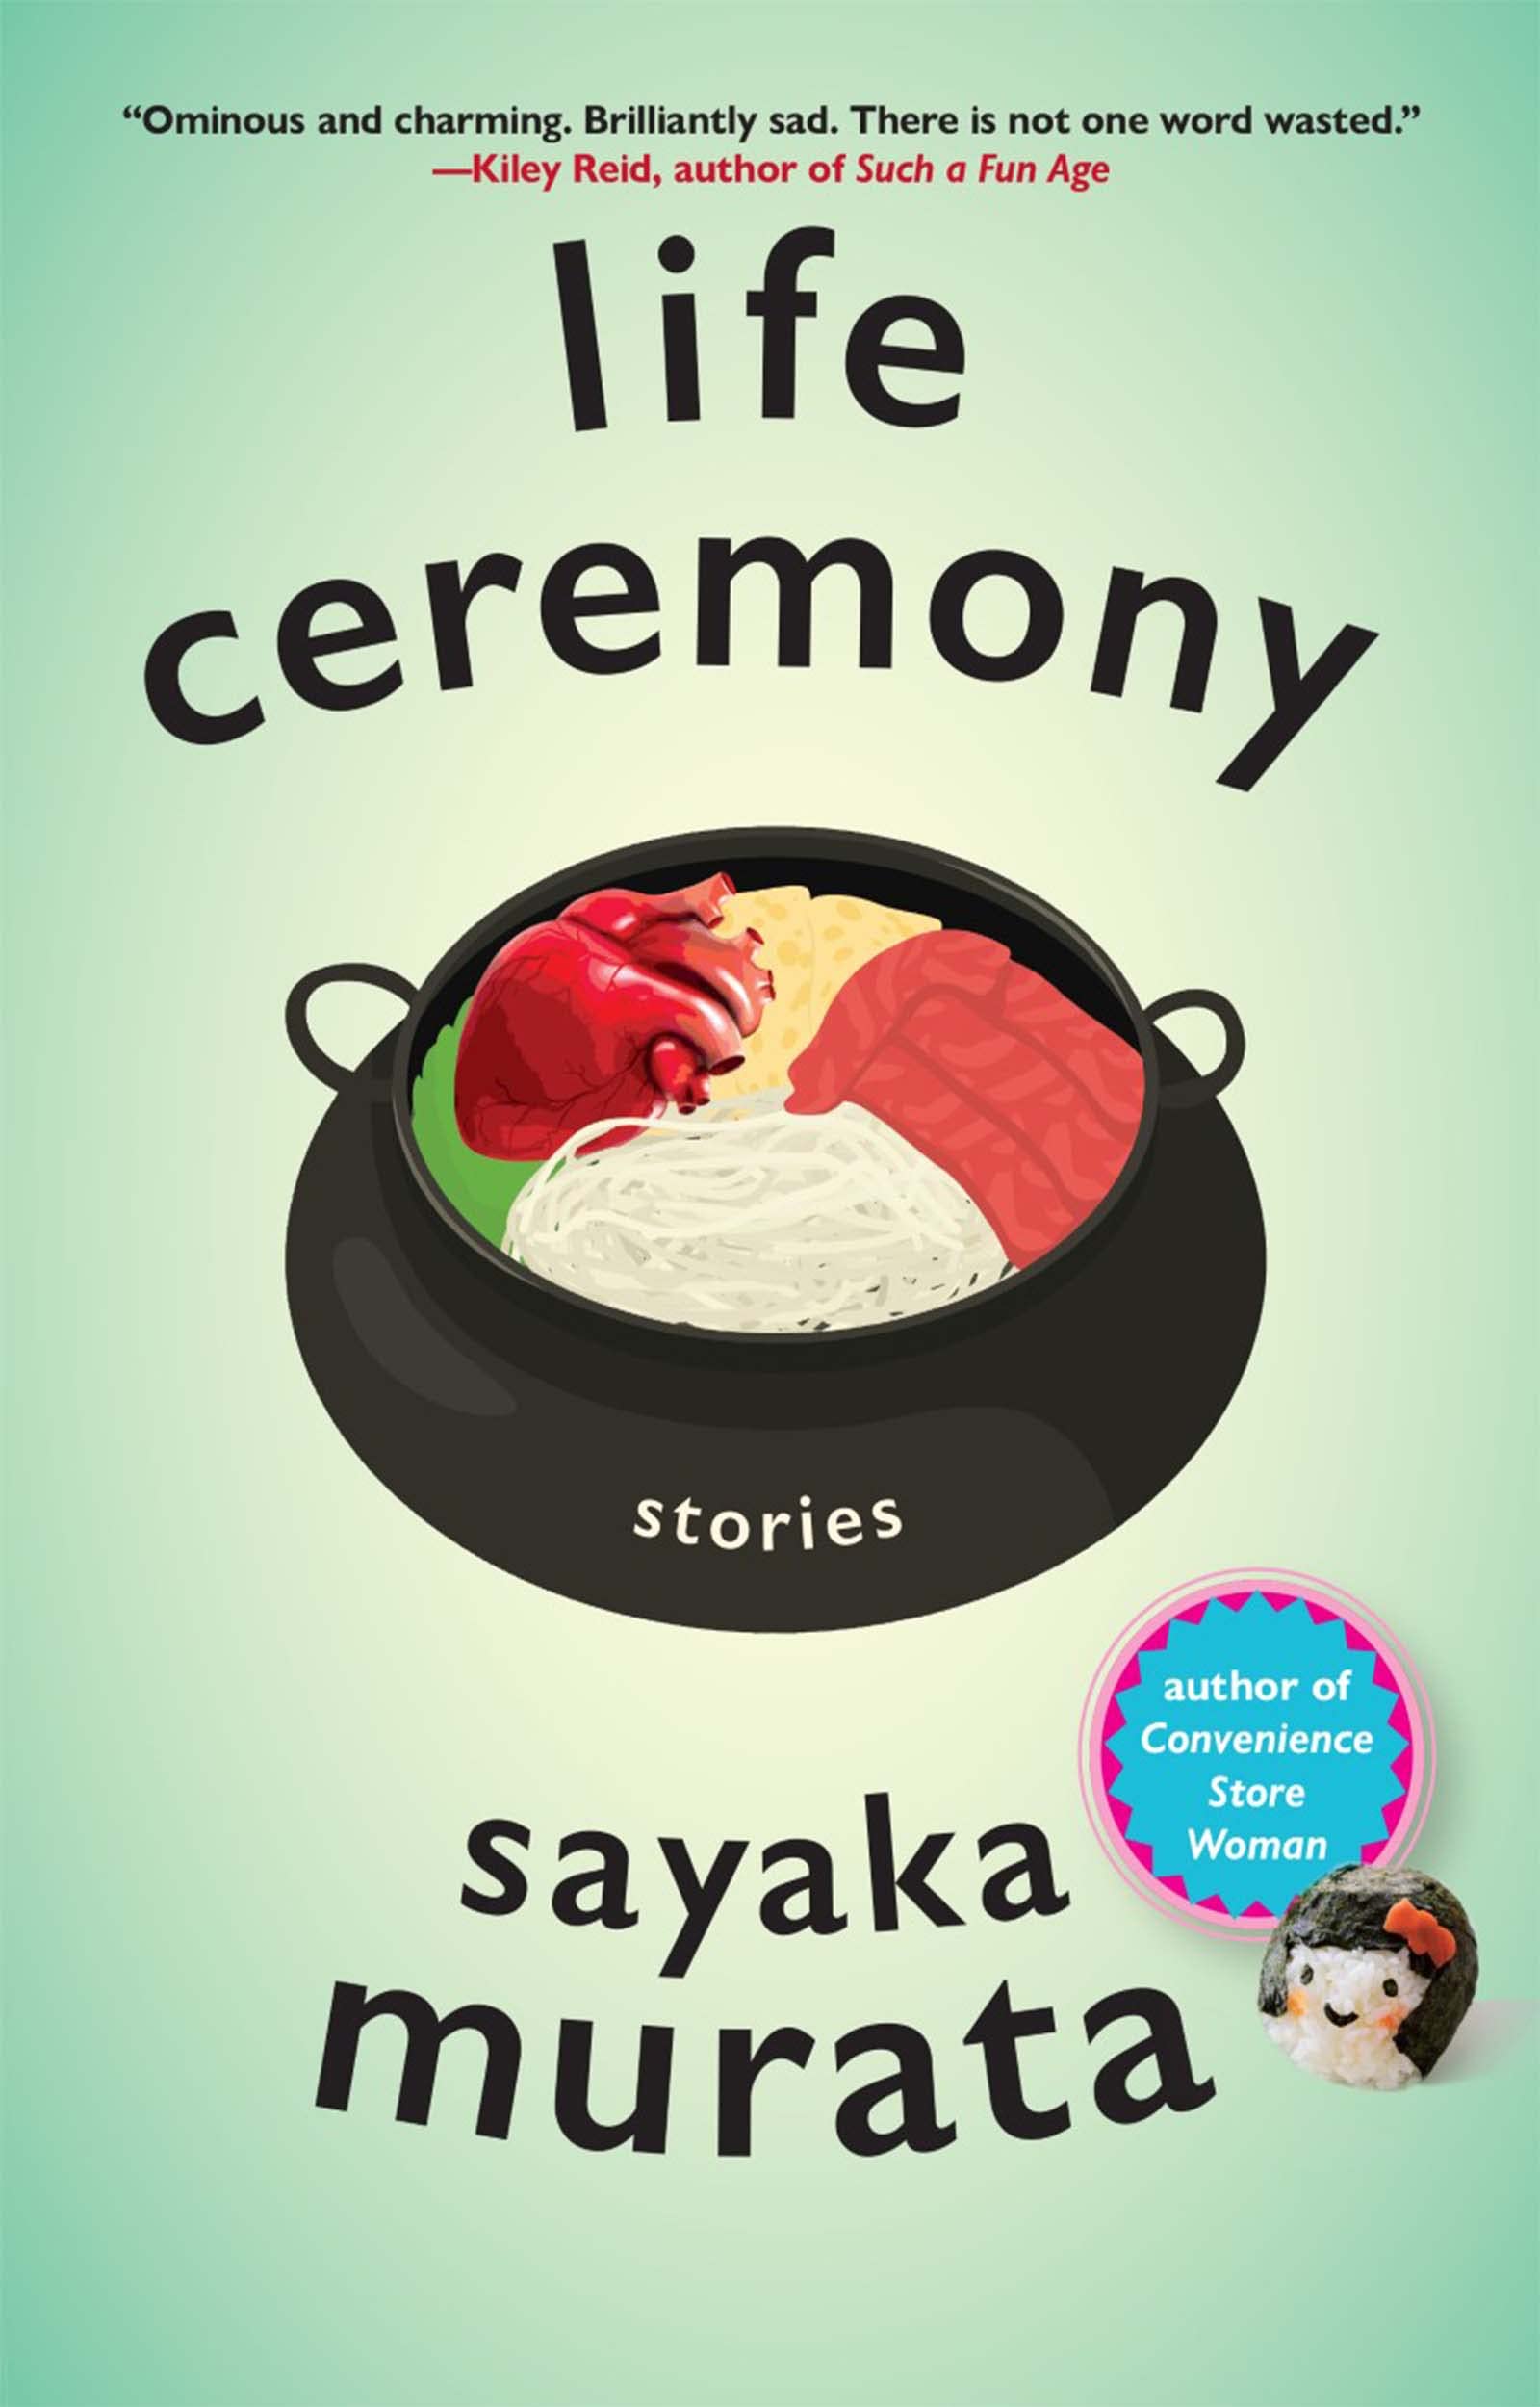 “Ominous and charming. Brilliantly sad. There is not one word wasted.”
—Kiley Reid, author of Such a Fun Age
life
ceremony
stories
author of
Convenience
Store
Woman
sayaka
murata